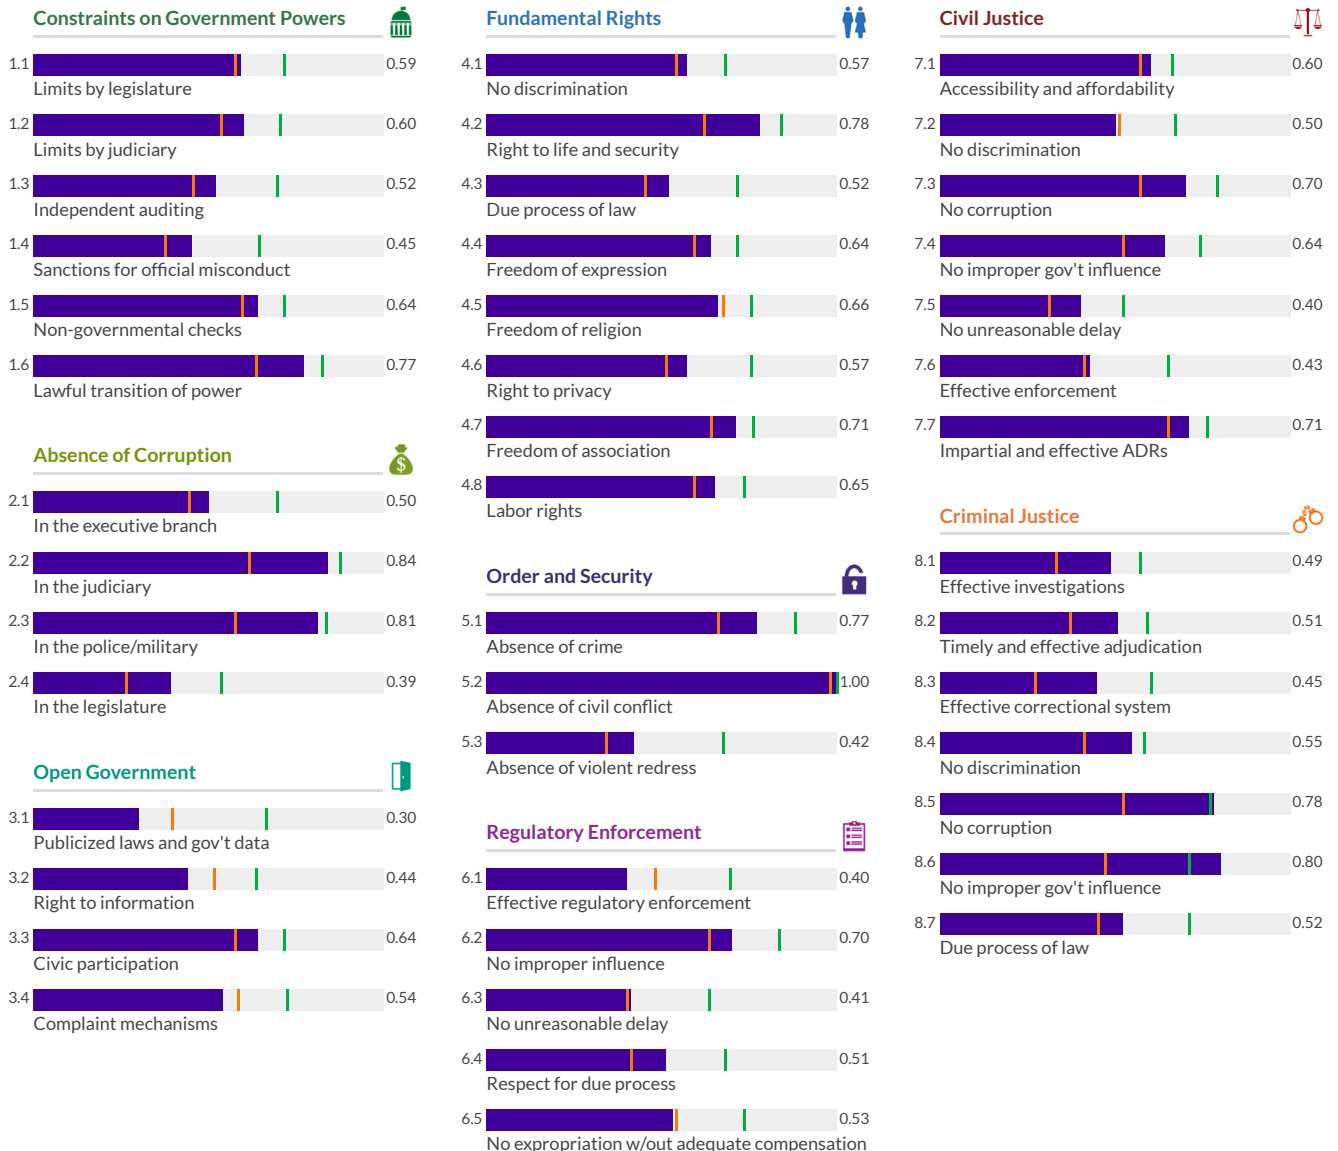 Constraints on Government Powers
1.1 0.59
Limits by legislature
1.2 0.60
Limits by judiciary
1.3 0.52
Independent auditing
1.4 0.45
Sanctions for official misconduct
1.5 0.64
Non-governmental checks
1.6 0.77
Lawful transition of power
Absence of Corruption
$
2.1 0.50
In the executive branch
2.2 0.84
In the judiciary
2.3 0.81
In the police/military
2.4 0.39
In the legislature
Open Government
3.1 0.30
Publicized laws and gov't data
3.2 0.44
Right to information
3.3 0.64
Civic participation
3.4 0.54
Complaint mechanisms
Fundamental Rights
4.1 0.57
No discrimination
4.2 0.78
Right to life and security
4.3 0.52
Due process of law
4.4 0.64
Freedom of expression
4.5 0.66
Freedom of religion
4.6 0.57
Right to privacy
4.7 0.71
Freedom of association
4.8 0.65
Labor rights
Order and Security
5.1 0.77
Absence of crime
5.2 1.00
Absence of civil conflict
5.3 0.42
Absence of violent redress
Regulatory Enforcement
6.1 0.40
Effective regulatory enforcement
6.2 0.70
No improper influence
6.3 0.41
No unreasonable delay
6.4 0.51
Respect for due process
6.5 0.53
No expropriation w/out adequate compensation
Civil Justice
7.1 0.60
Accessibility and affordability
7.2 0.50
No discrimination
7.3 0.70
No corruption
7.4 0.64
No improper gov't influence
7.5 0.40
No unreasonable delay
7.6 0.43
Effective enforcement
7.7 0.71
Impartial and effective ADRs
Criminal Justice
8.1 0.49
Effective investigations
8.2 0.51
Timely and effective adjudication
8.3 0.45
Effective correctional system
8.4 0.55
No discrimination
8.5 0.78
No corruption
8.6 0.80
No improper gov't influence
8.7 0.52
Due process of law